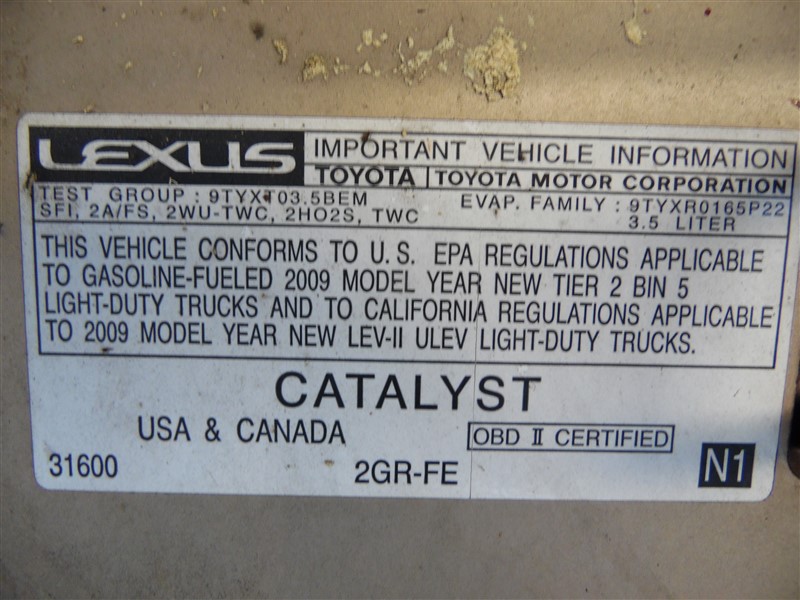 LEXUS IMPORTANT VEHICLE INFORMATION
TOYOTA TOYOTA MOTOR CORPORATION
TEST GROUP : 9TYXT03.5BEM EVAP. FAMILY : 9TYXR0165P22
SFI, 2A/FS, 2WU-TWC, 2HO2S, TWC 3.5 LITER
THIS VEHICLE CONFORMS TO U.S. EPA REGULATIONS APPLICABLE
TO GASOLINE-FUELED 2009 MODEL YEAR NEW TIER 2 BIN 5
LIGHT-DUTY TRUCKS AND TO CALIFORNIA REGULATIONS APPLICABLE
TO 2009 MODEL YEAR NEW LEV-II ULEV LIGHT-DUTY TRUCKS.
CATALYST
USA & CANADA OBD II CERTIFIED
31600 2GR-FE N1